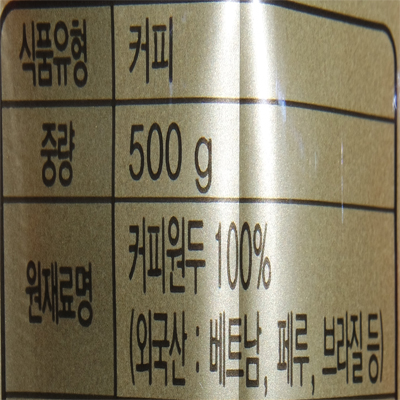 식품유형 커피
중량 500 g
원재료명 커피원두 100%
(외국산 : 베트남, 페루, 브라질 등)